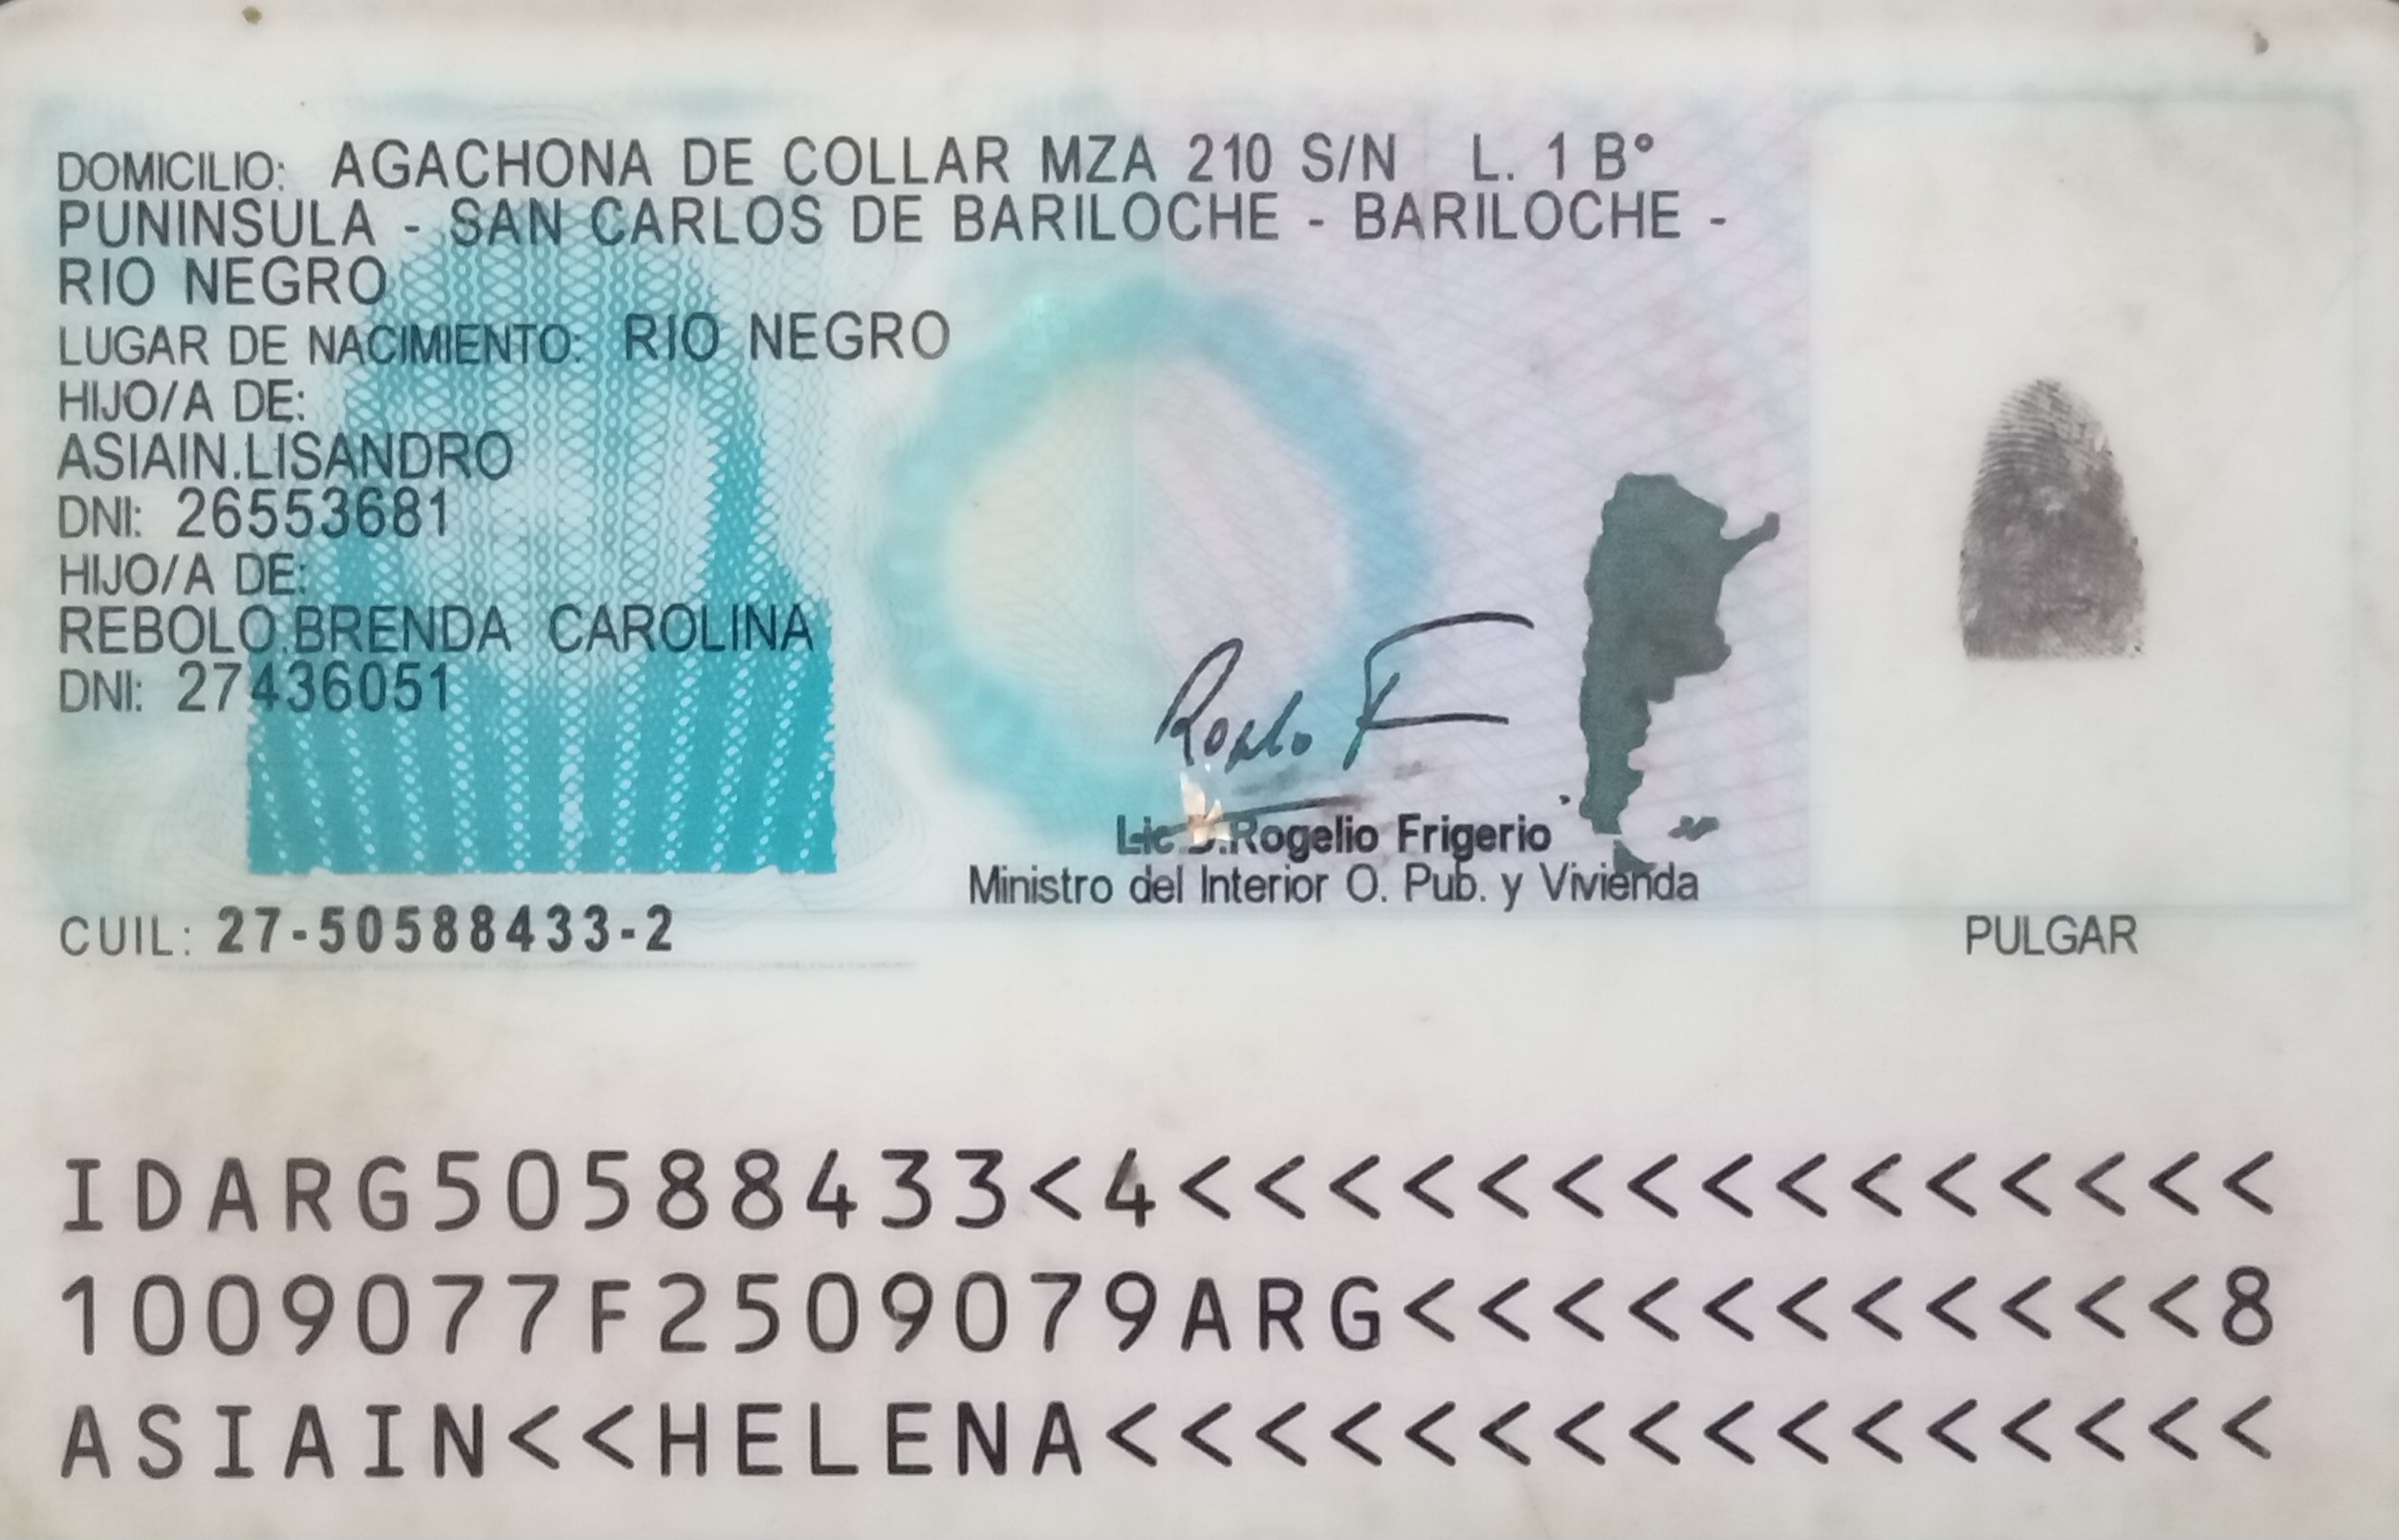 DOMICILIO: AGACHONA DE COLLAR MZA 210 S/N L. 1 B°
PUNINSULA - SAN CARLOS DE BARILOCHE - BARILOCHE -
RIO NEGRO
LUGAR DE NACIMIENTO: RIO NEGRO
HIJO/A DE:
ASIAIN.LISANDRO
DNI: 26553681
HIJO/A DE:
REBOLO.BRENDA CAROLINA
DNI: 27436051
Lic Rogelio Frigerio
Ministro del Interior O. Pub. y Vivienda
CUIL: 27-50588433-2
PULGAR
IDARG50588433<4<<<<<<<<<<<<<<<
1009077F2509079ARG<<<<<<<<<<<8
ASIAIN<<HELENA<<<<<<<<<<<<<<<<